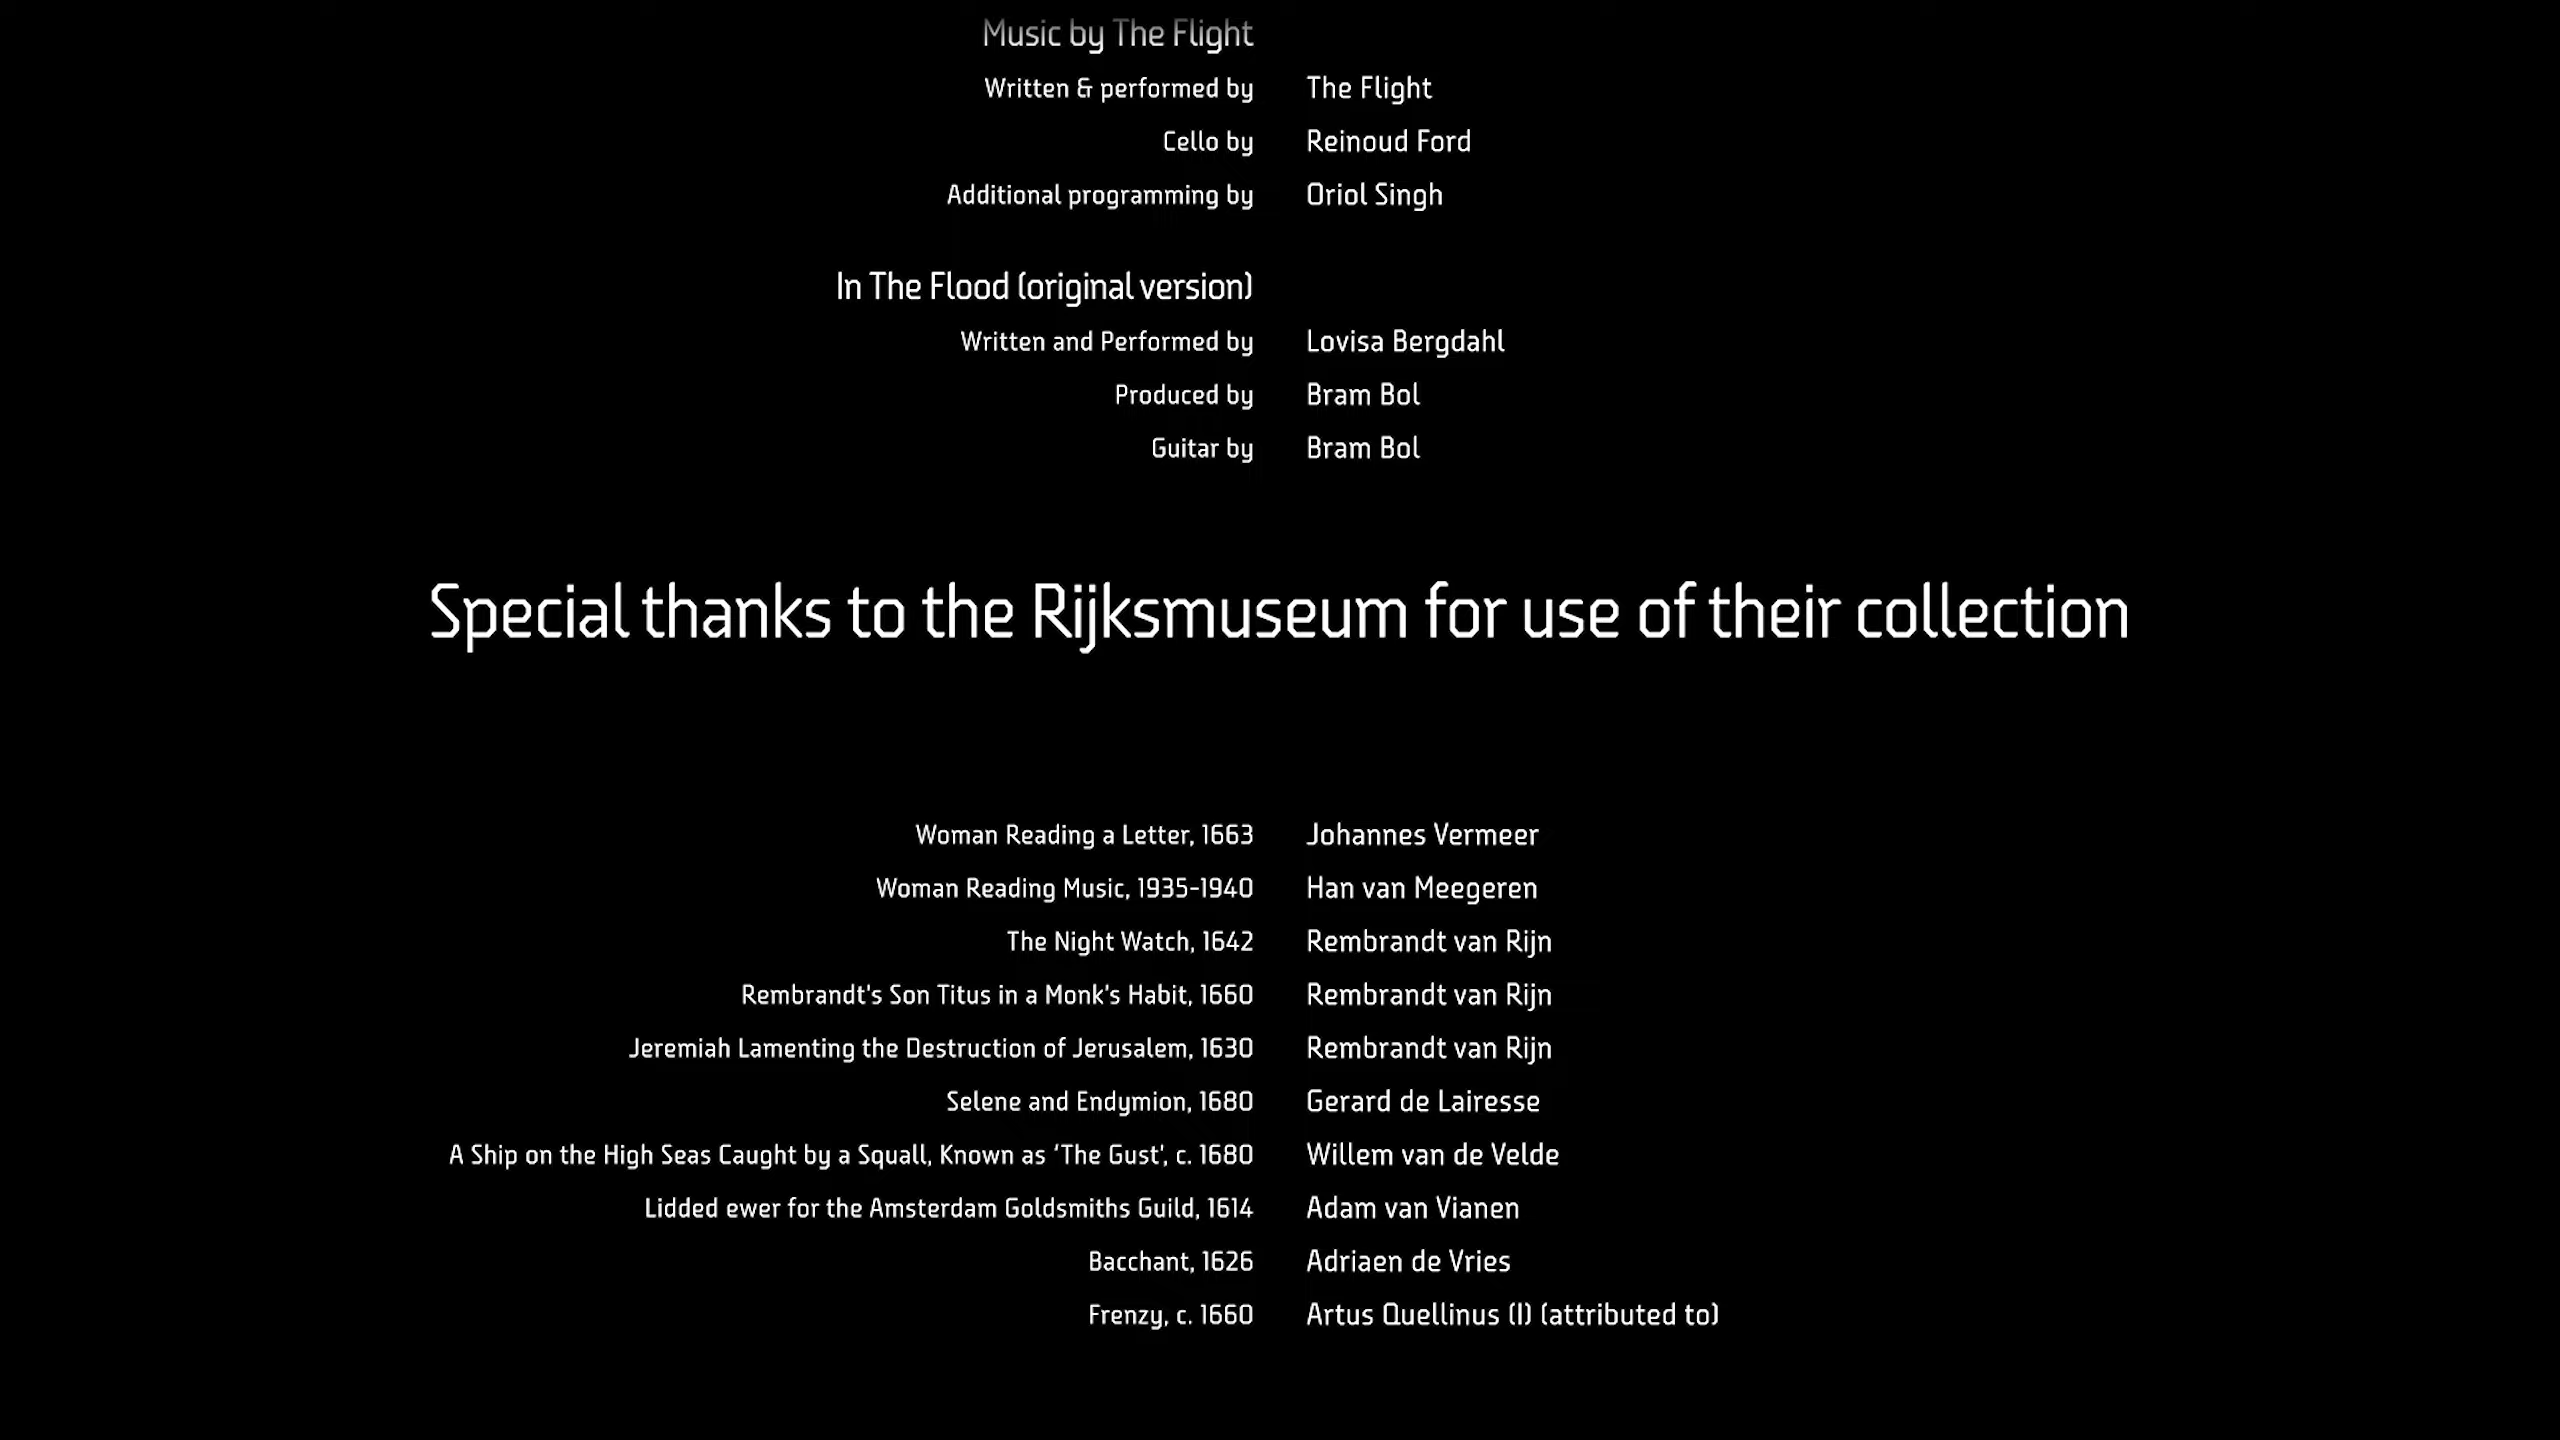 Music by The Flight
Written & performed by The Flight
Cello by Reinoud Ford
Additional programming by Oriol Singh
In The Flood (original version)
Written and Performed by Lovisa Bergdahl
Produced by Bram Bol
Guitar by Bram Bol
Special thanks to the Rijksmuseum for use of their collection
Woman Reading a Letter, 1663 Johannes Vermeer
Woman Reading Music, 1935-1940 Han van Meegeren
The Night Watch, 1642 Rembrandt van Rijn
Rembrandt's Son Titus in a Monk's Habit, 1660 Rembrandt van Rijn
Jeremiah Lamenting the Destruction of Jerusalem, 1630 Rembrandt van Rijn
Selene and Endymion, 1680 Gerard de Lairesse
A Ship on the High Seas Caught by a Squall, Known as ‘The Gust', c. 1680 Willem van de Velde
Lidded ewer for the Amsterdam Goldsmiths Guild, 1614 Adam van Vianen
Bacchant, 1626 Adriaen de Vries
Frenzy, c. 1660 Artus Quellinus (I) (attributed to)